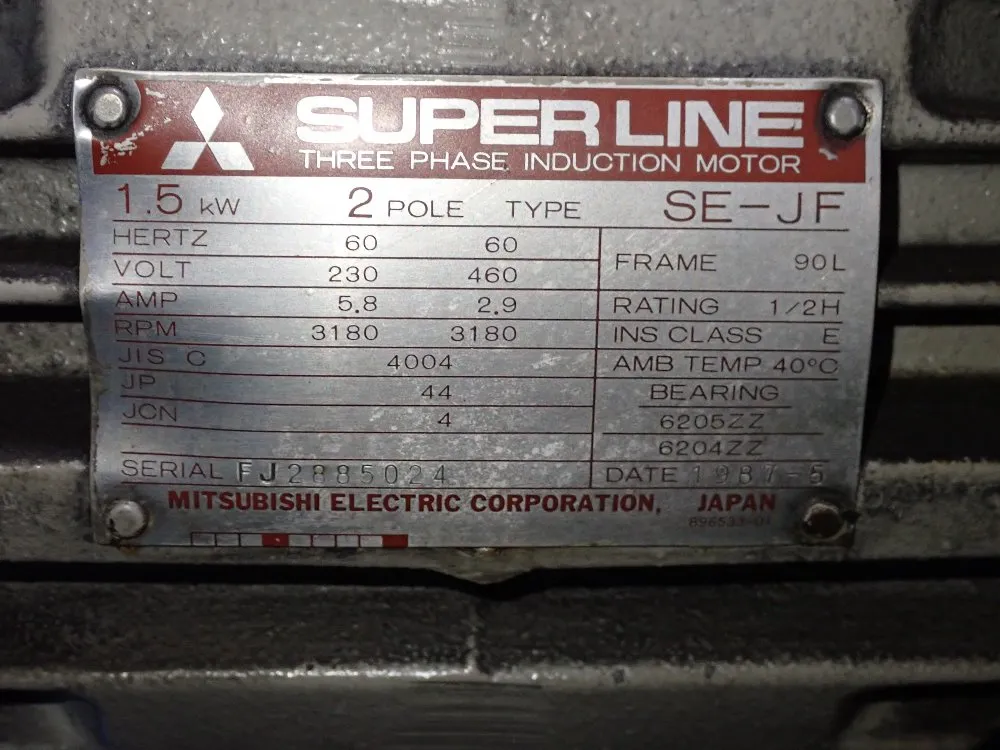 SUPER LINE
THREE PHASE INDUCTION MOTOR
1.5 kW 2 POLE TYPE SE-JF
HERTZ 60 60
VOLT 230 460
AMP 5.8 2.9
RPM 3180 3180
JIS C 4004
JP 44
JCN 4
FRAME 90L
RATING 1/2H
INS CLASS E
AMB TEMP 40°C
BEARING
6205ZZ
6204ZZ
SERIAL FJ2885024
DATE 1987-5
MITSUBISHI ELECTRIC CORPORATION, JAPAN